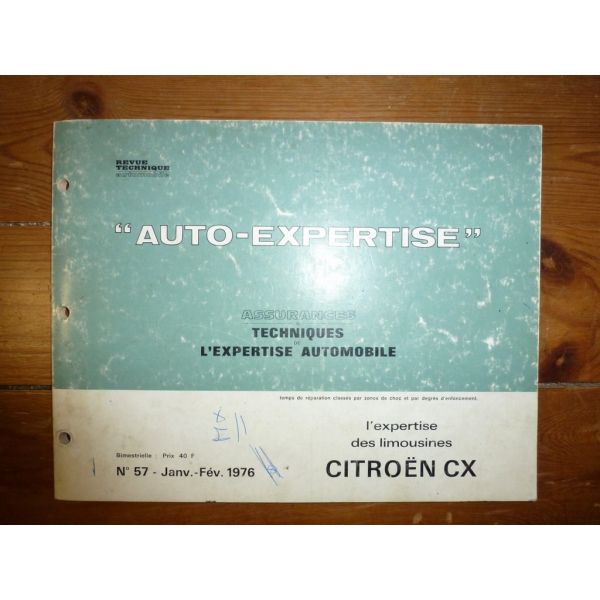 REVUE
TECHNIQUE
automobile
“AUTO-EXPERTISE”
ASSURANCES
TECHNIQUES
DE
L'EXPERTISE AUTOMOBILE
temps de réparation classés par zones de choc et par degrés d'enfoncement.
l'expertise
des limousines
CITROËN CX
Bimestrielle : Prix 40 F
N° 57 - Janv.-Fév. 1976